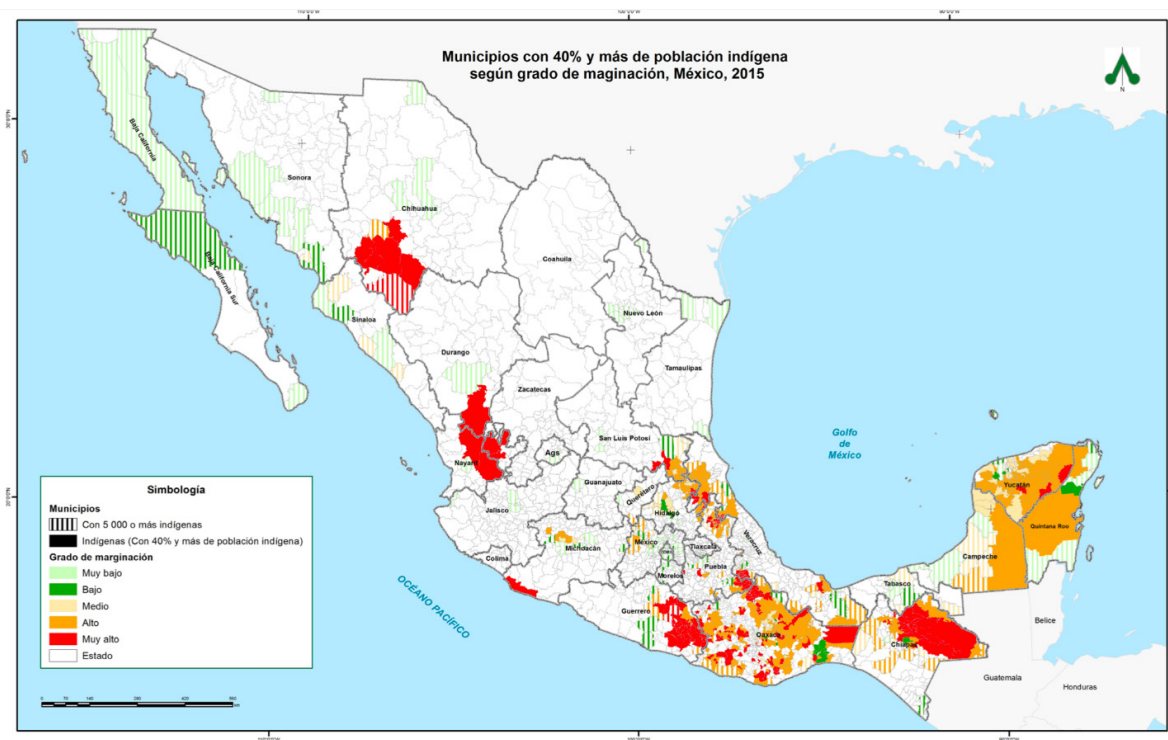 Municipios con 40% y más de población indígena
según grado de maginación, México, 2015
N
Baja California
Sonora
Chihuahua
Coahuila
Baja California Sur
Sinaloa
Nuevo León
Durango
Zacatecas
Tamaulipas
San Luis Potosí
Nayarit
Ags
Guanajuato
Querétaro
Hidalgo
Jalisco
Michoacán
México
Tlaxcala
Veracruz
Colima
Morelos
Puebla
Guerrero
Oaxaca
Tabasco
Chiapas
Campeche
Yucatán
Quintana Roo
Golfo
de
México
OCÉANO PACÍFICO
Belice
Guatemala
Honduras
Simbología
Municipios
Con 5 000 o más indígenas
Indígenas (Con 40% y más de población indígena)
Grado de marginación
Muy bajo
Bajo
Medio
Alto
Muy alto
Estado